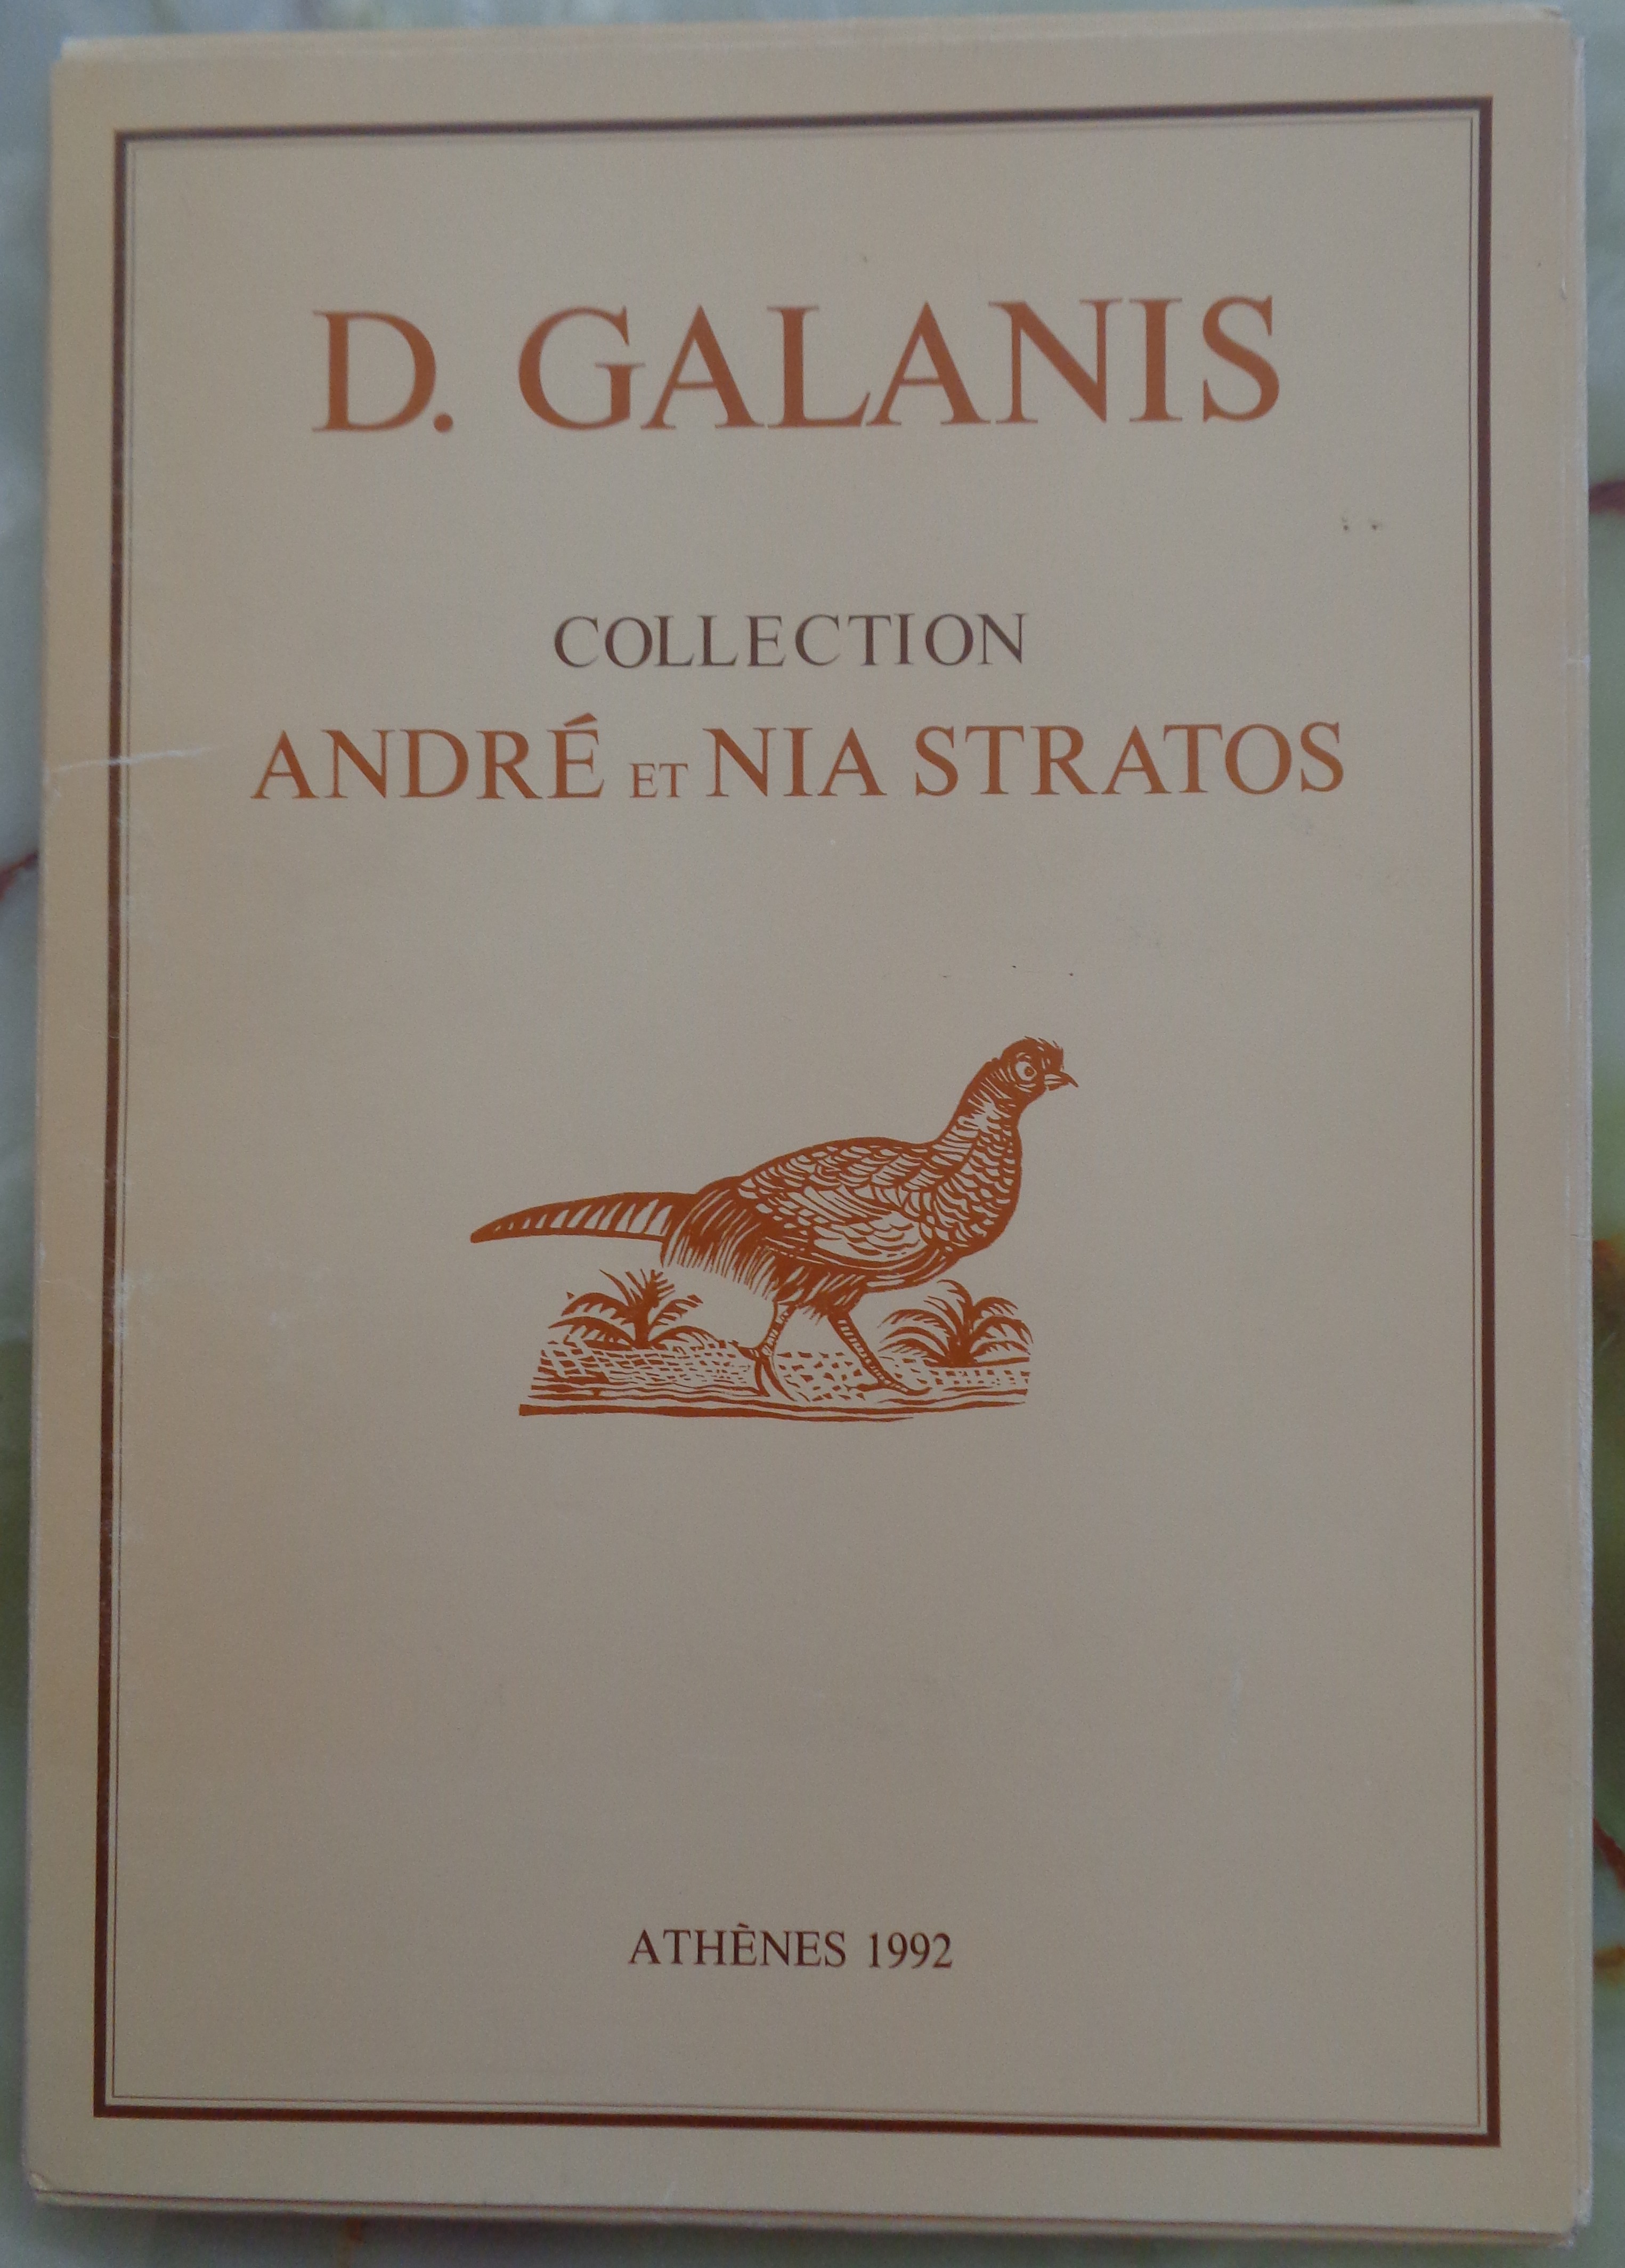 D. GALANIS
COLLECTION
ANDRÉ ET NIA STRATOS
ATHÈNES 1992